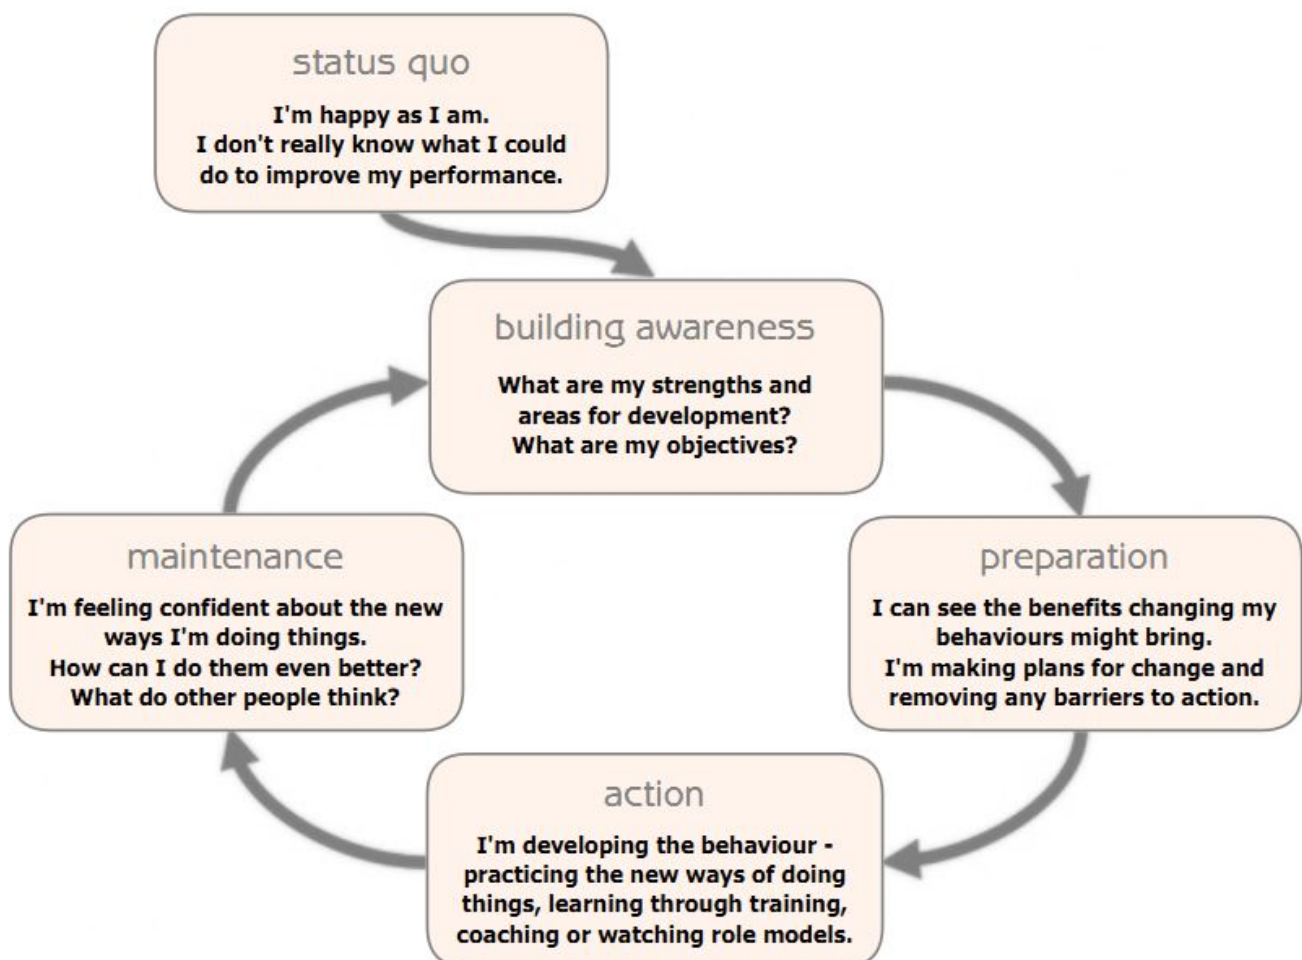 status quo
I'm happy as I am.
I don't really know what I could
do to improve my performance.
building awareness
What are my strengths and
areas for development?
What are my objectives?
preparation
I can see the benefits changing my
behaviours might bring.
I'm making plans for change and
removing any barriers to action.
action
I'm developing the behaviour -
practicing the new ways of doing
things, learning through training,
coaching or watching role models.
maintenance
I'm feeling confident about the new
ways I'm doing things.
How can I do them even better?
What do other people think?